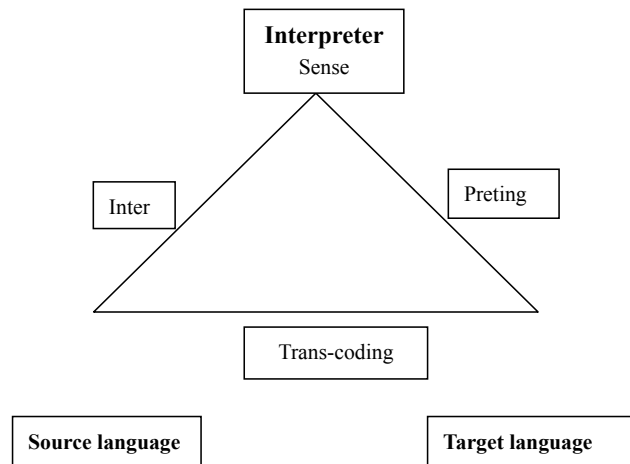 Interpreter
Sense
Inter
Preting
Trans-coding
Source language
Target language